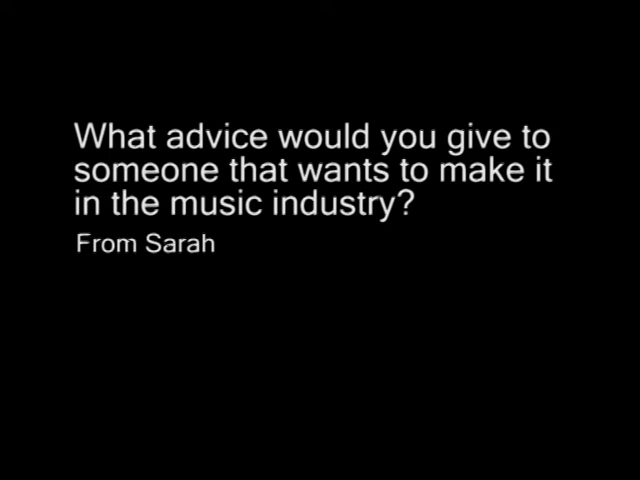 What advice would you give to
someone that wants to make it
in the music industry?
From Sarah